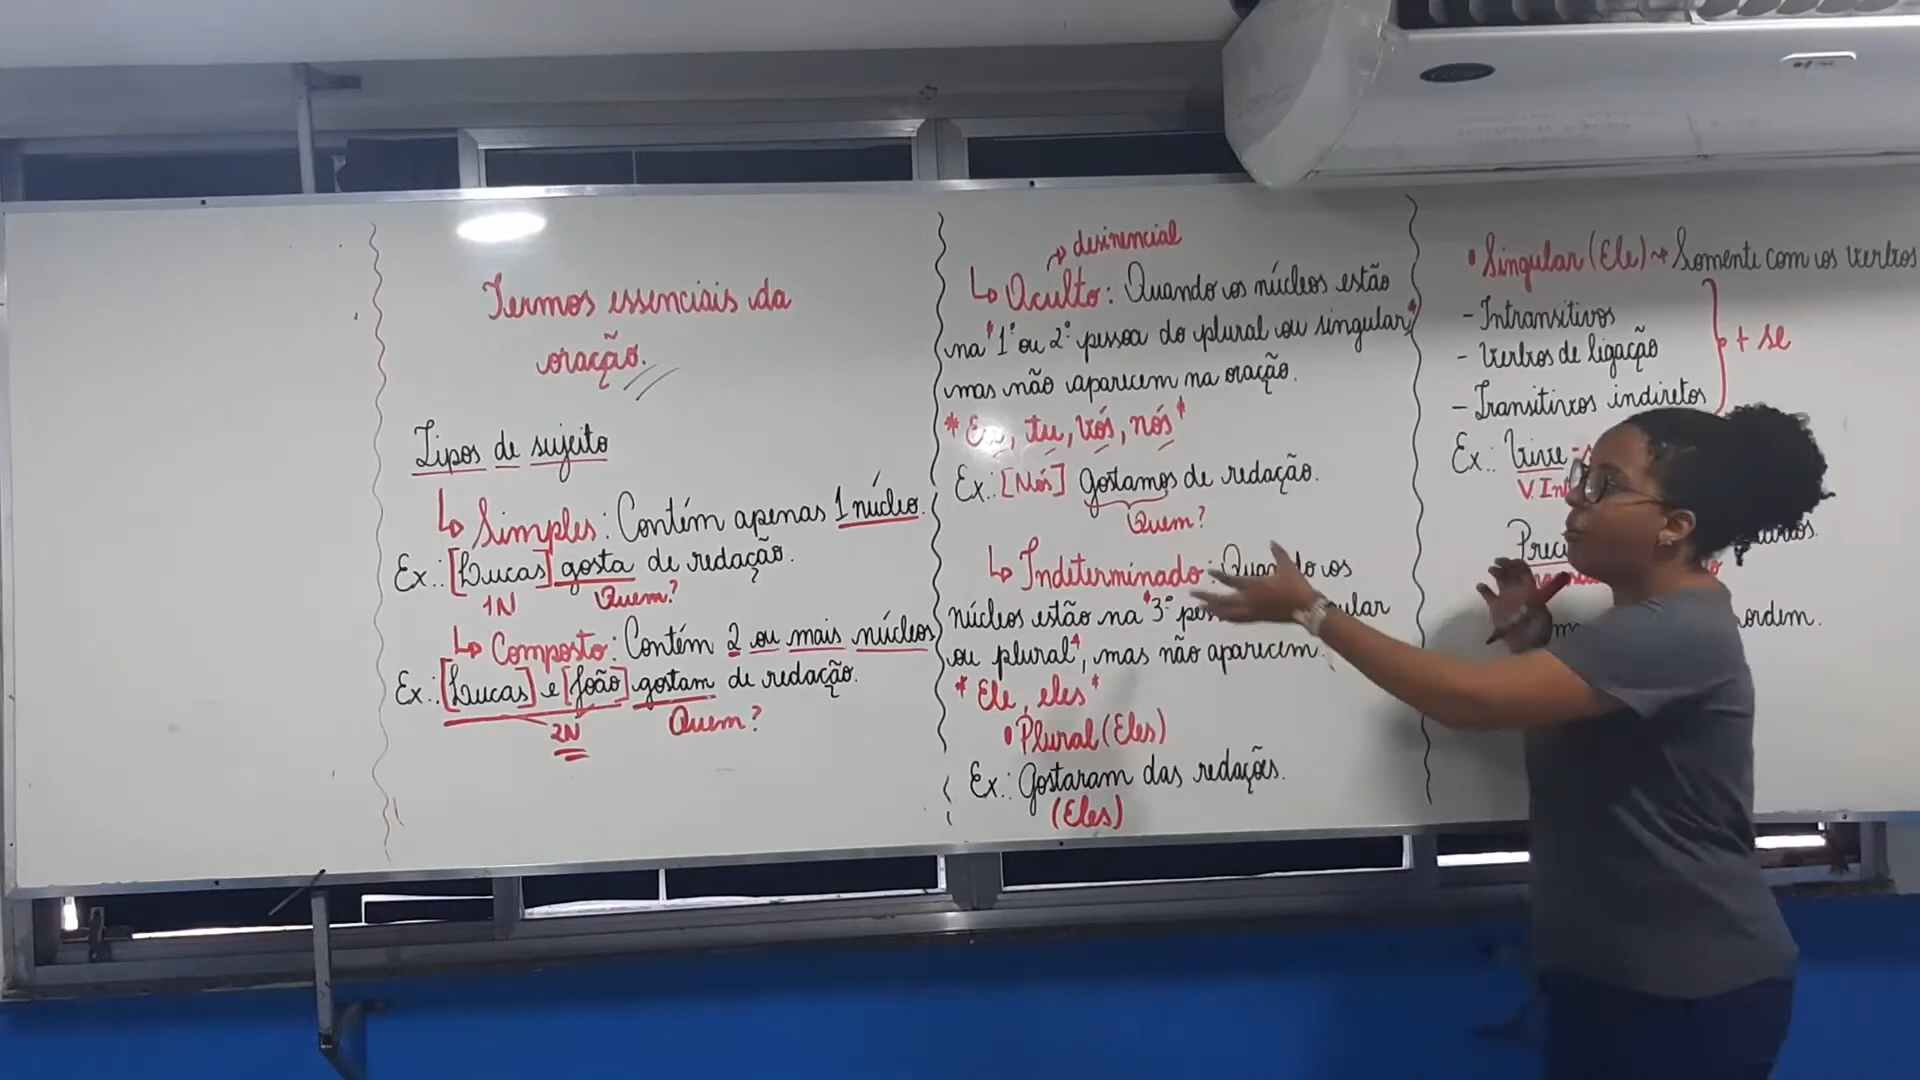 Termos essenciais da
oração.
Tipos de sujeito
↳ Simples: Contém apenas 1 núcleo.
Ex.: [Lucas] gosta de redação.
1N Quem?
↳ Composto: Contém 2 ou mais núcleos
Ex.: [Lucas] e [João] gostam de redação.
2N Quem?
→ desinencial
↳ Oculto: Quando os núcleos estão
na *1ª ou 2ª pessoa do plural ou singular,*
mas não aparecem na oração.
* Eu, tu, vós, nós *
Ex.: [Nós] Gostamos de redação.
Quem?
↳ Indeterminado: Quando os
núcleos estão na *3ª
ou plural*, mas não aparecem.
* Ele, eles *
• Plural (Eles)
Ex.: Gostaram das redações.
(Eles)
• Singular (Ele) → Somente com os verbos
- Intransitivos
- Verbos de ligação
- Transitivos indiretos
+ se
Ex.: Vive
V. Int
ordem.